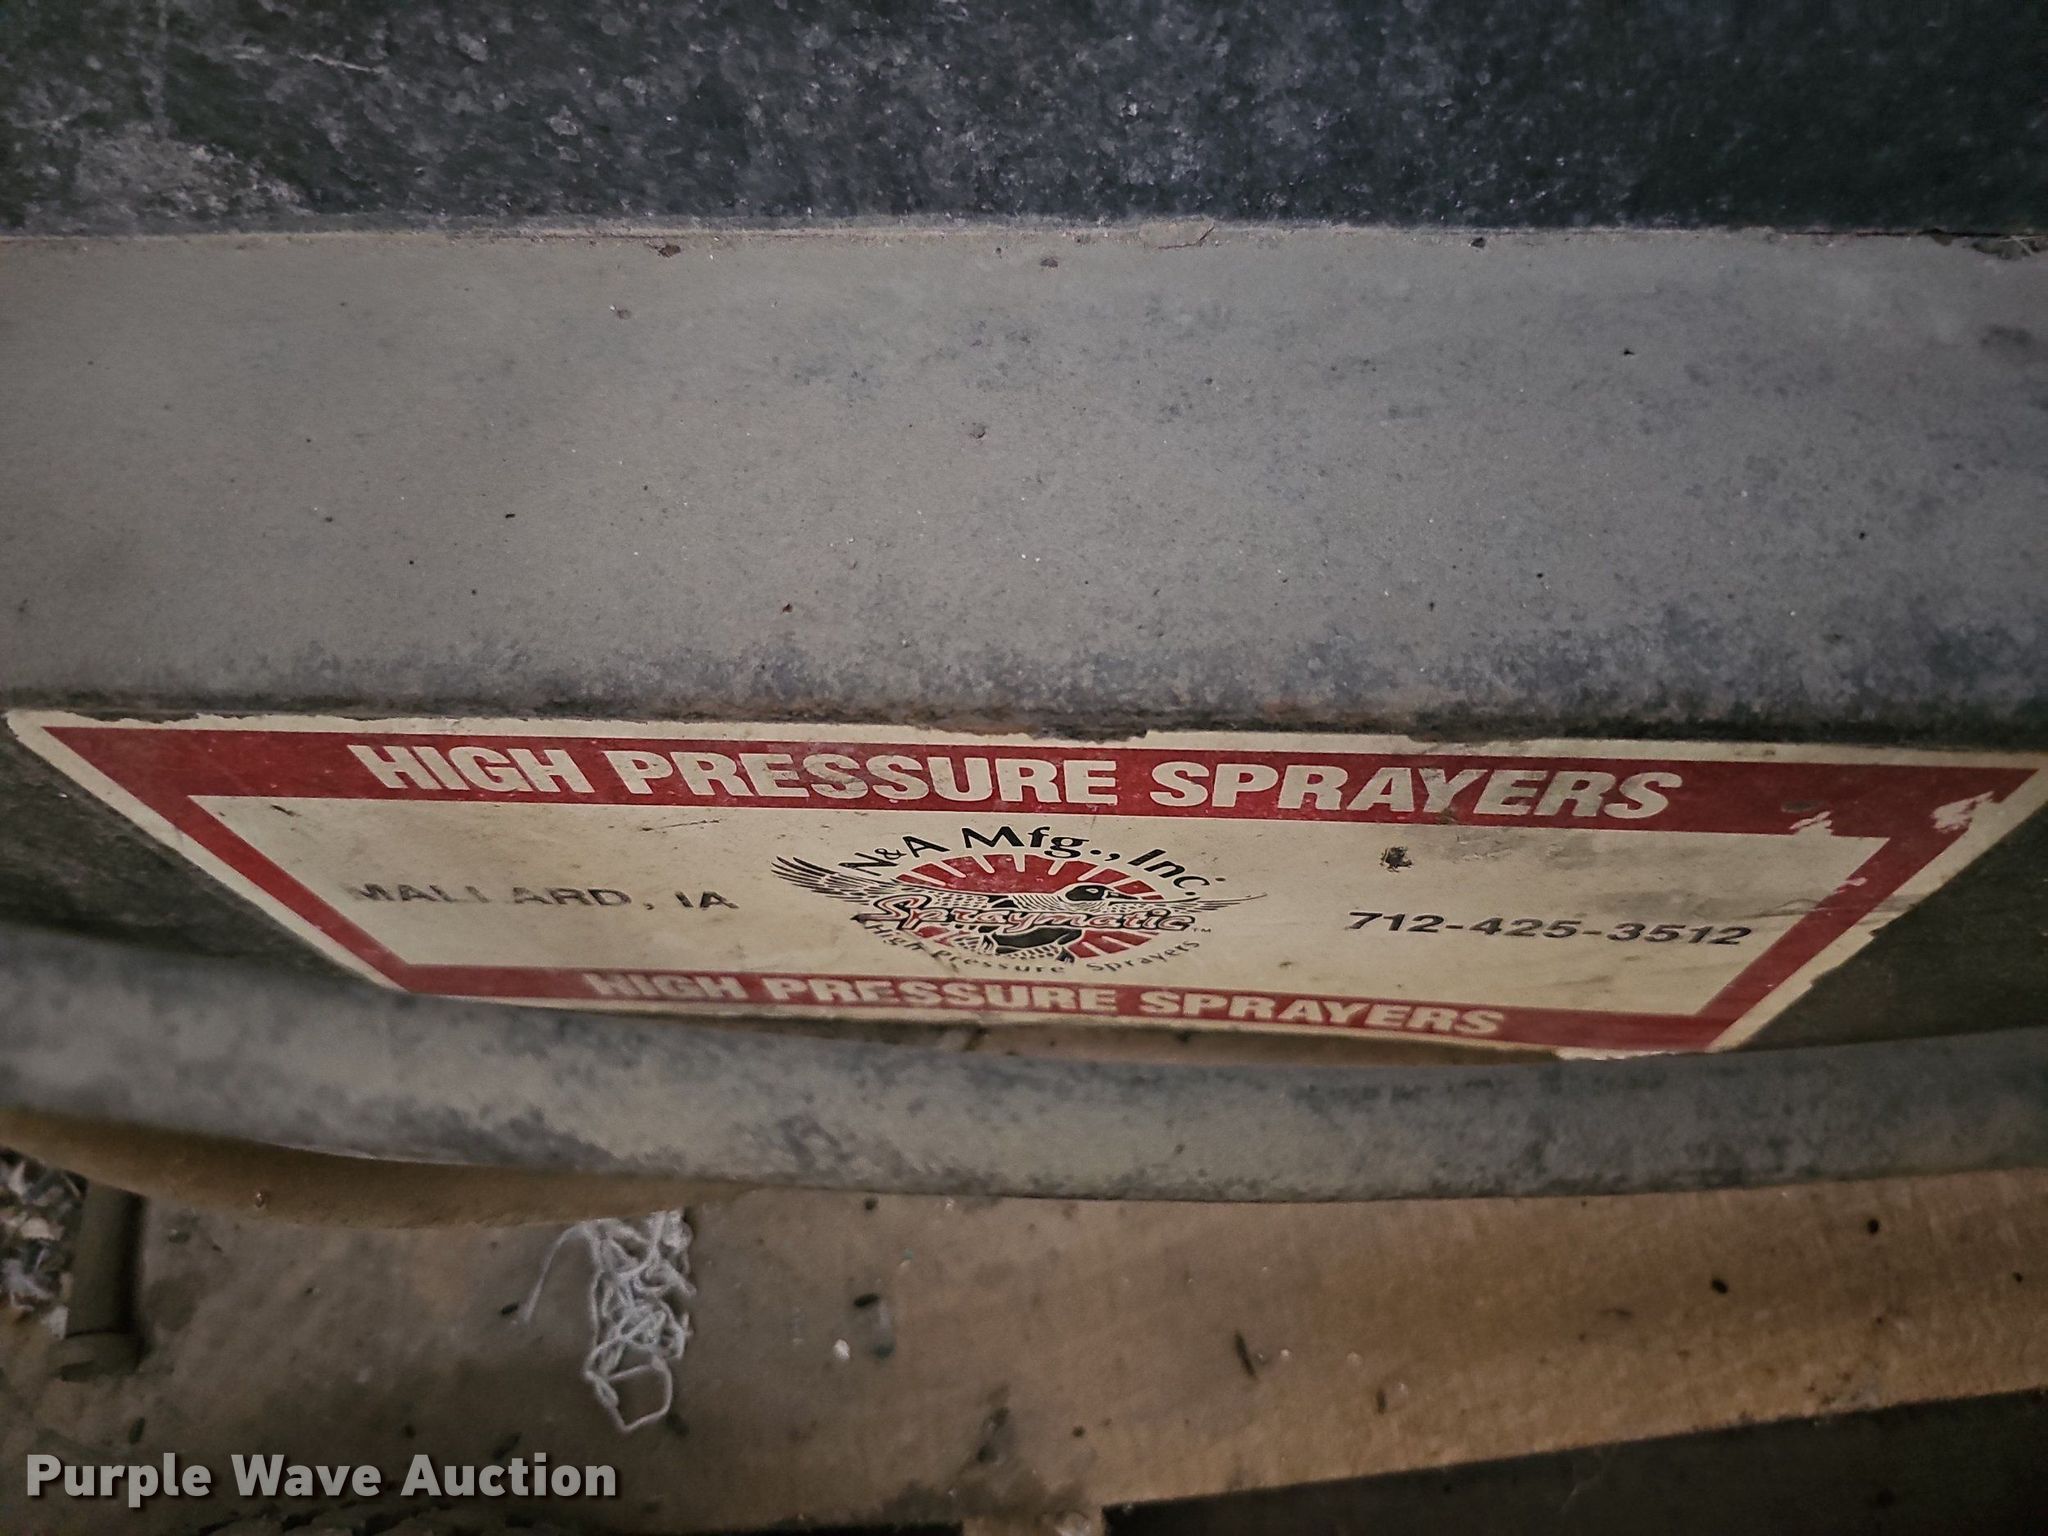 HIGH PRESSURE SPRAYERS
N&A Mfg., Inc.
MALLARD, IA
Spraymatic™
712-425-3512
High Pressure Sprayers
HIGH PRESSURE SPRAYERS
Purple Wave Auction